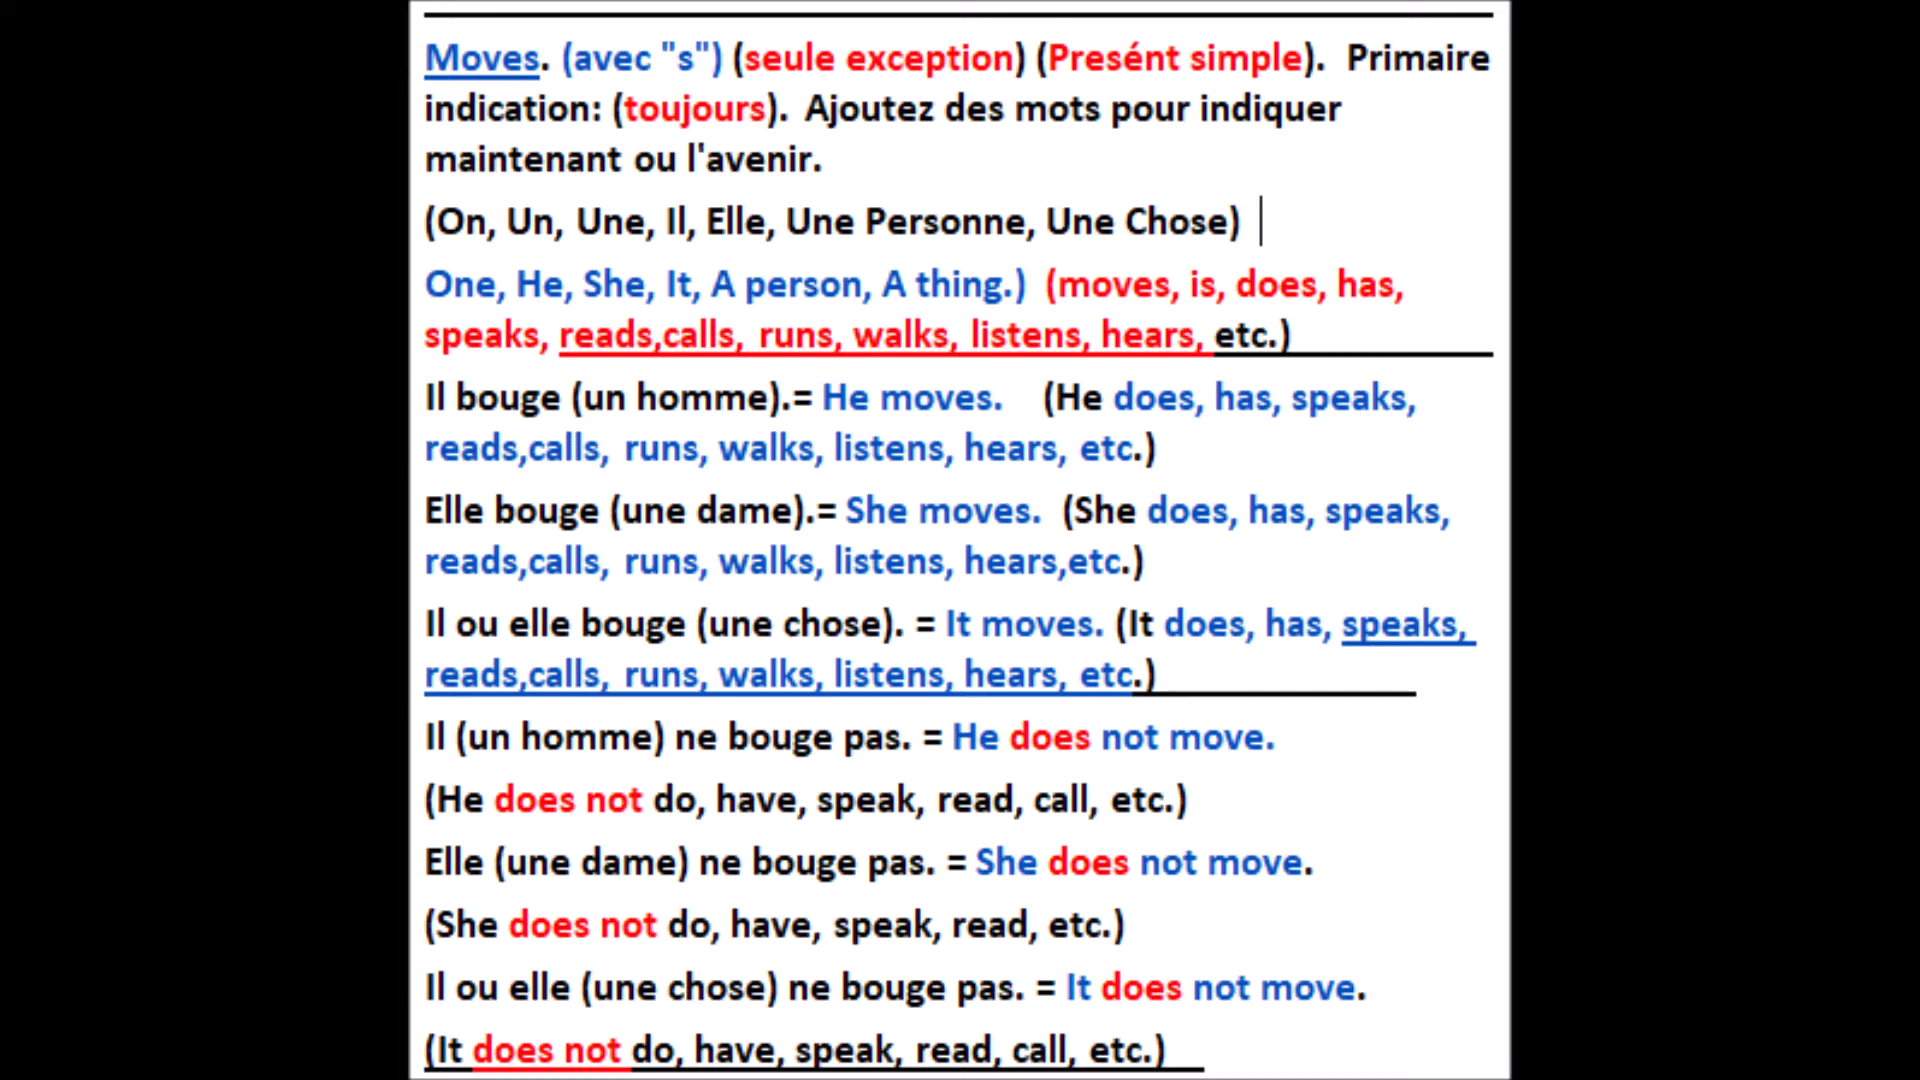 Moves. (avec "s") (seule exception) (Presént simple). Primaire
indication: (toujours). Ajoutez des mots pour indiquer
maintenant ou l'avenir.
(On, Un, Une, Il, Elle, Une Personne, Une Chose)
One, He, She, It, A person, A thing.) (moves, is, does, has,
speaks, reads,calls, runs, walks, listens, hears, etc.)
Il bouge (un homme).= He moves. (He does, has, speaks,
reads,calls, runs, walks, listens, hears, etc.)
Elle bouge (une dame).= She moves. (She does, has, speaks,
reads,calls, runs, walks, listens, hears,etc.)
Il ou elle bouge (une chose). = It moves. (It does, has, speaks,
reads,calls, runs, walks, listens, hears, etc.)
Il (un homme) ne bouge pas. = He does not move.
(He does not do, have, speak, read, call, etc.)
Elle (une dame) ne bouge pas. = She does not move.
(She does not do, have, speak, read, etc.)
Il ou elle (une chose) ne bouge pas. = It does not move.
(It does not do, have, speak, read, call, etc.)